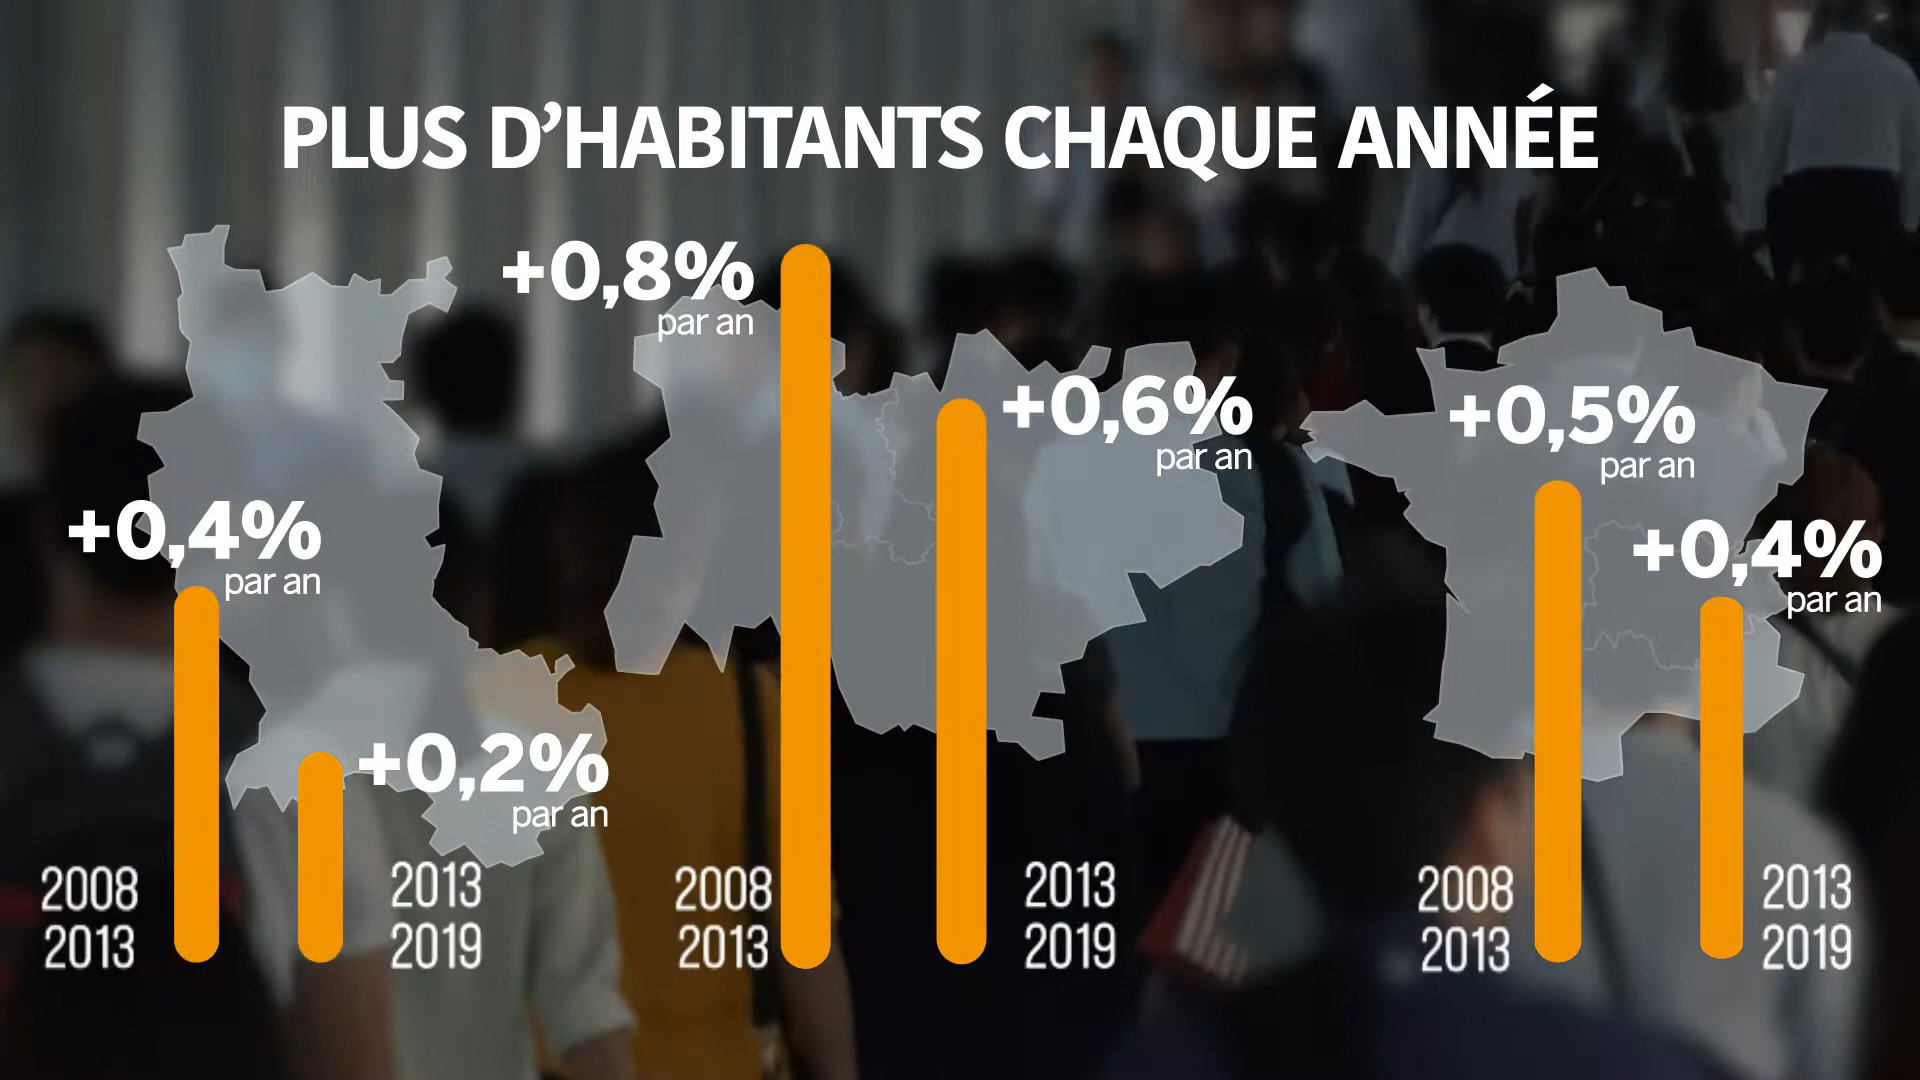 PLUS D’HABITANTS CHAQUE ANNÉE
+0,4%
par an
+0,2%
par an
2008
2013
2013
2019
+0,8%
par an
+0,6%
par an
2008
2013
2013
2019
+0,5%
par an
+0,4%
par an
2008
2013
2013
2019